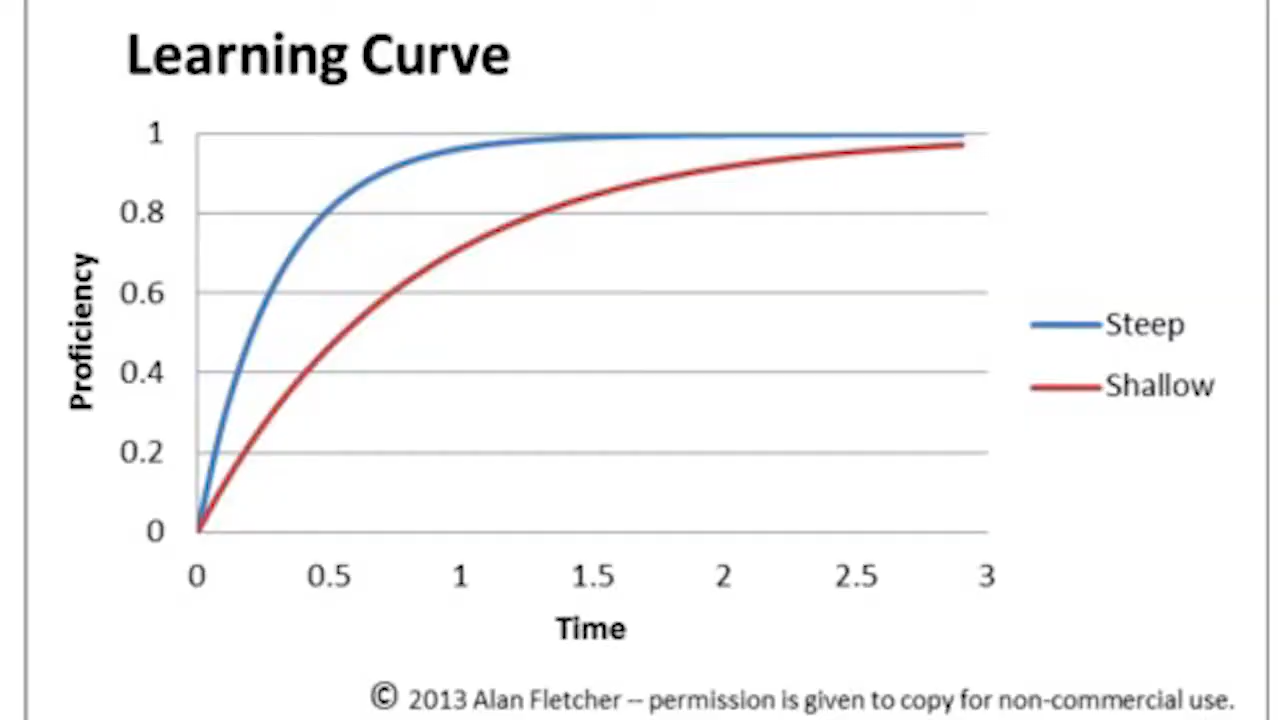 Learning Curve
1
0.8
0.6
0.4
0.2
0
Proficiency
0 0.5 1 1.5 2 2.5 3
Time
Steep
Shallow
© 2013 Alan Fletcher -- permission is given to copy for non-commercial use.